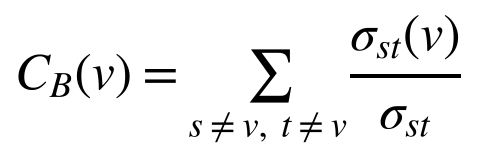 C_B(v) = \sum_{s \neq v,\ t \neq v} \frac{\sigma_{st}(v)}{\sigma_{st}}